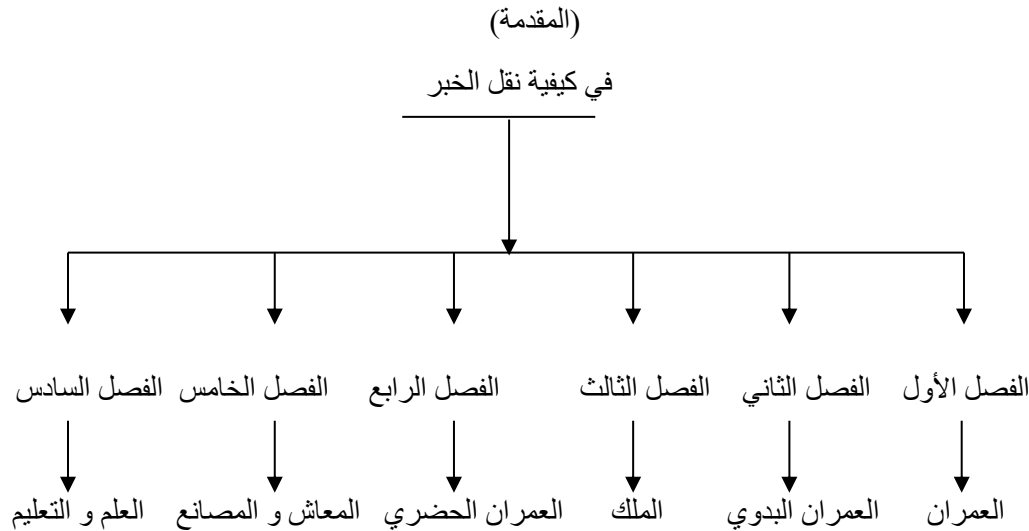 (المقدمة)
في كيفية نقل الخبر
الفصل الأول الفصل الثاني الفصل الثالث الفصل الرابع الفصل الخامس الفصل السادس
العمران العمران البدوي الملك العمران الحضري المعاش و المصانع العلم و التعليم